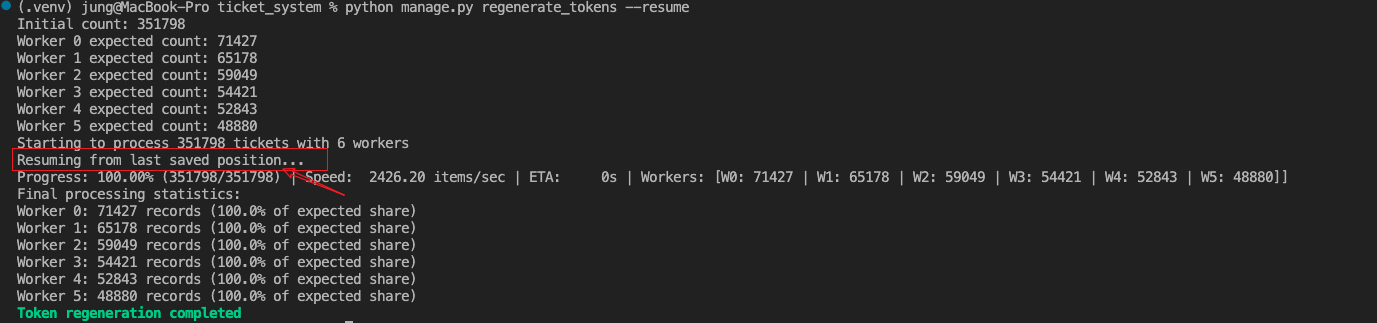 (.venv) jung@MacBook-Pro ticket_system % python manage.py regenerate_tokens --resume
Initial count: 351798
Worker 0 expected count: 71427
Worker 1 expected count: 65178
Worker 2 expected count: 59049
Worker 3 expected count: 54421
Worker 4 expected count: 52843
Worker 5 expected count: 48880
Starting to process 351798 tickets with 6 workers
Resuming from last saved position...
Progress: 100.00% (351798/351798) | Speed:  2426.20 items/sec | ETA:     0s | Workers: [W0: 71427 | W1: 65178 | W2: 59049 | W3: 54421 | W4: 52843 | W5: 48880]]
Final processing statistics:
Worker 0: 71427 records (100.0% of expected share)
Worker 1: 65178 records (100.0% of expected share)
Worker 2: 59049 records (100.0% of expected share)
Worker 3: 54421 records (100.0% of expected share)
Worker 4: 52843 records (100.0% of expected share)
Worker 5: 48880 records (100.0% of expected share)
Token regeneration completed